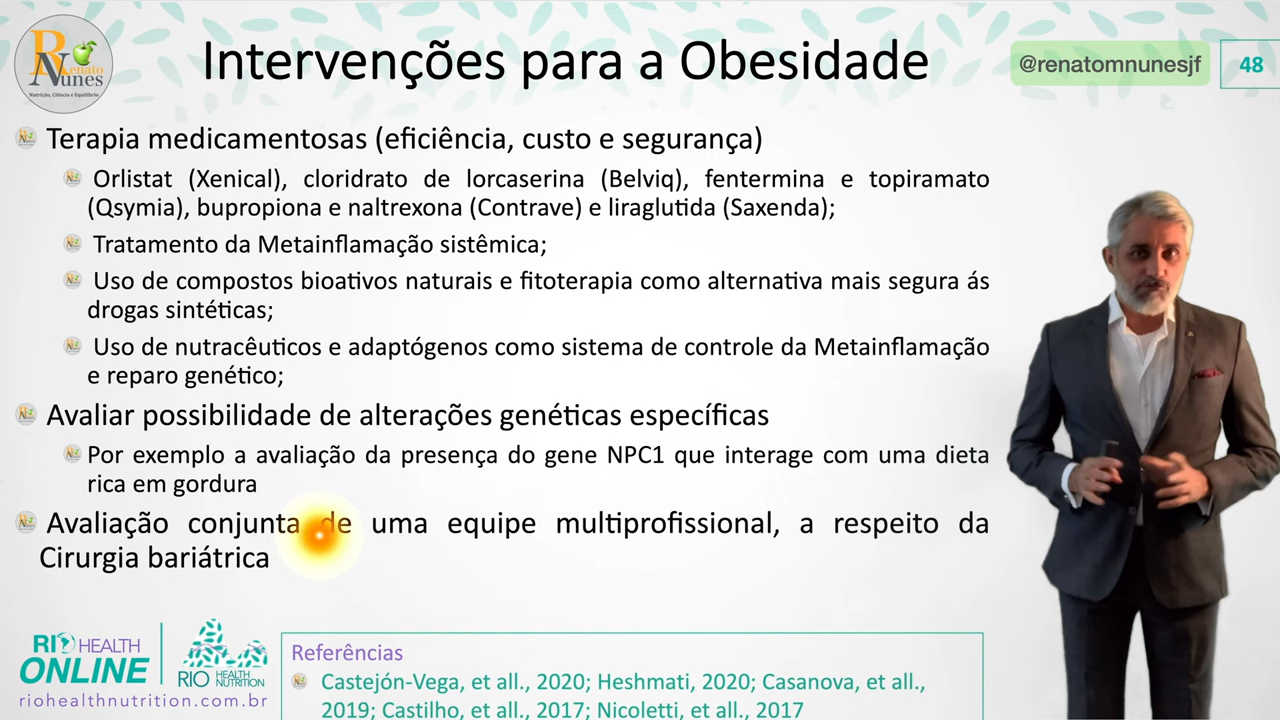 Renato
Nunes
Nutrição, Ciência e Equilíbrio
Intervenções para a Obesidade
@renatomnunesjf
48
Terapia medicamentosas (eficiência, custo e segurança)
Orlistat (Xenical), cloridrato de lorcaserina (Belviq), fentermina e topiramato
(Qsymia), bupropiona e naltrexona (Contrave) e liraglutida (Saxenda);
Tratamento da Metainflamação sistêmica;
Uso de compostos bioativos naturais e fitoterapia como alternativa mais segura ás
drogas sintéticas;
Uso de nutracêuticos e adaptógenos como sistema de controle da Metainflamação
e reparo genético;
Avaliar possibilidade de alterações genéticas específicas
Por exemplo a avaliação da presença do gene NPC1 que interage com uma dieta
rica em gordura
Avaliação conjunta de uma equipe multiprofissional, a respeito da
Cirurgia bariátrica
RIO HEALTH
ONLINE
RIO HEALTH
NUTRITION
riohealthnutrition.com.br
Referências
Castejón-Vega, et all., 2020; Heshmati, 2020; Casanova, et all.,
2019; Castilho, et all., 2017; Nicoletti, et all., 2017